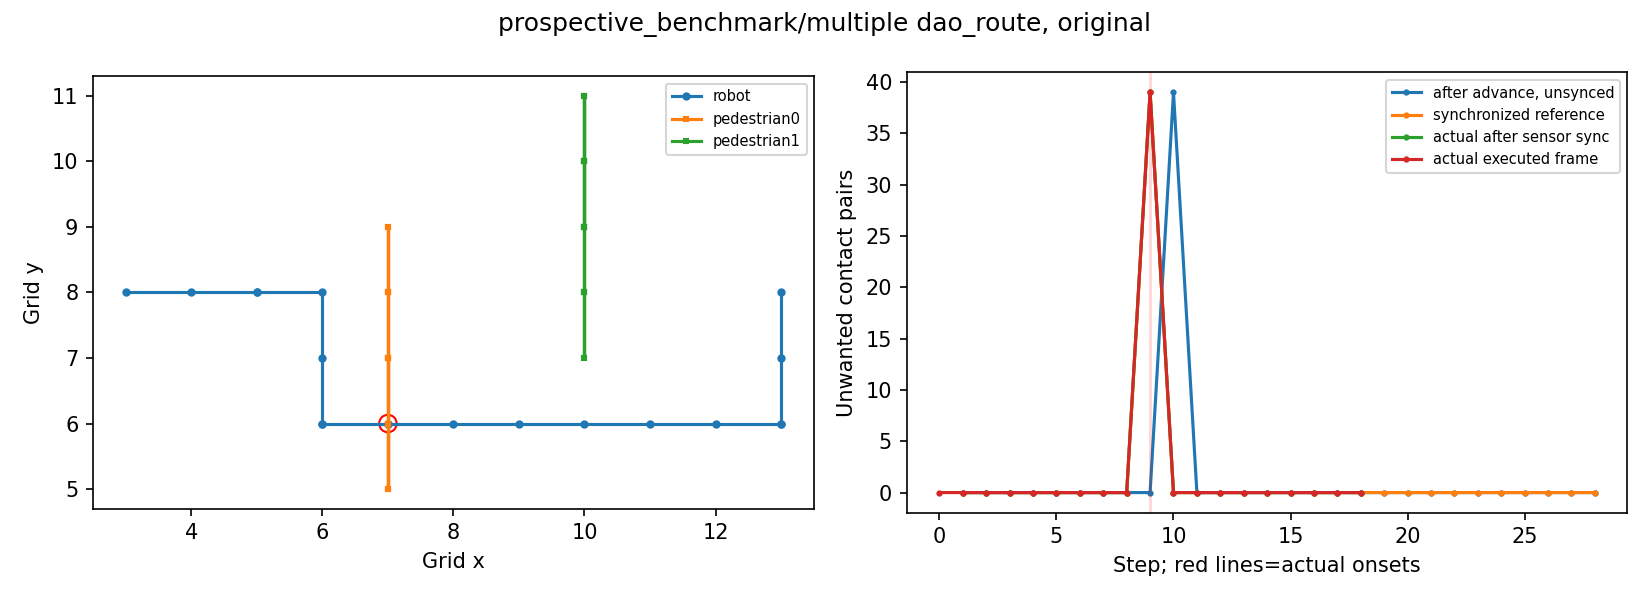 prospective_benchmark/multiple dao_route, original
11
10
9
8
7
6
5
Grid y
4
6
8
10
12
Grid x
robot
pedestrian0
pedestrian1
40
35
30
25
20
15
10
5
0
Unwanted contact pairs
0
5
10
15
20
25
Step; red lines=actual onsets
after advance, unsynced
synchronized reference
actual after sensor sync
actual executed frame